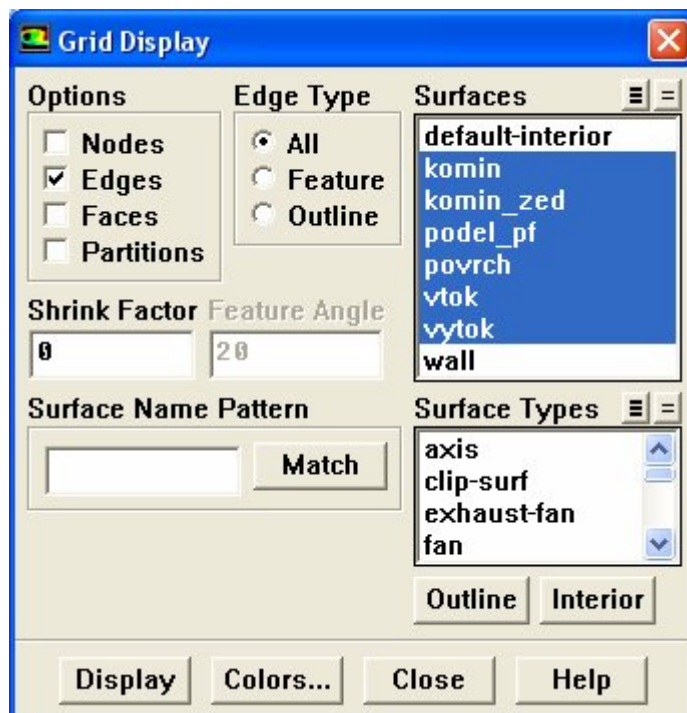 Grid Display
Options
Nodes
Edges
Faces
Partitions
Edge Type
All
Feature
Outline
Surfaces
default-interior
komin
komin_zed
podel_pf
povrch
vtok
vytok
wall
Shrink Factor
0
Feature Angle
20
Surface Name Pattern
Match
Surface Types
axis
clip-surf
exhaust-fan
fan
Outline
Interior
Display
Colors...
Close
Help